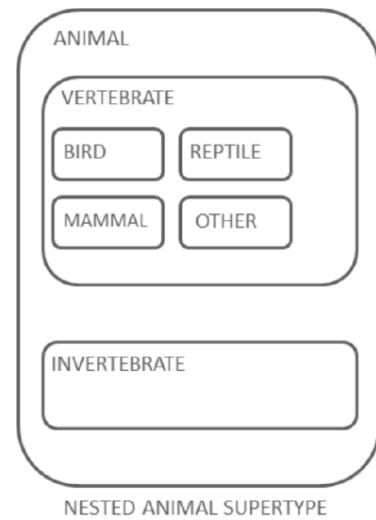 ANIMAL
VERTEBRATE
BIRD
REPTILE
MAMMAL
OTHER
INVERTEBRATE
NESTED ANIMAL SUPERTYPE